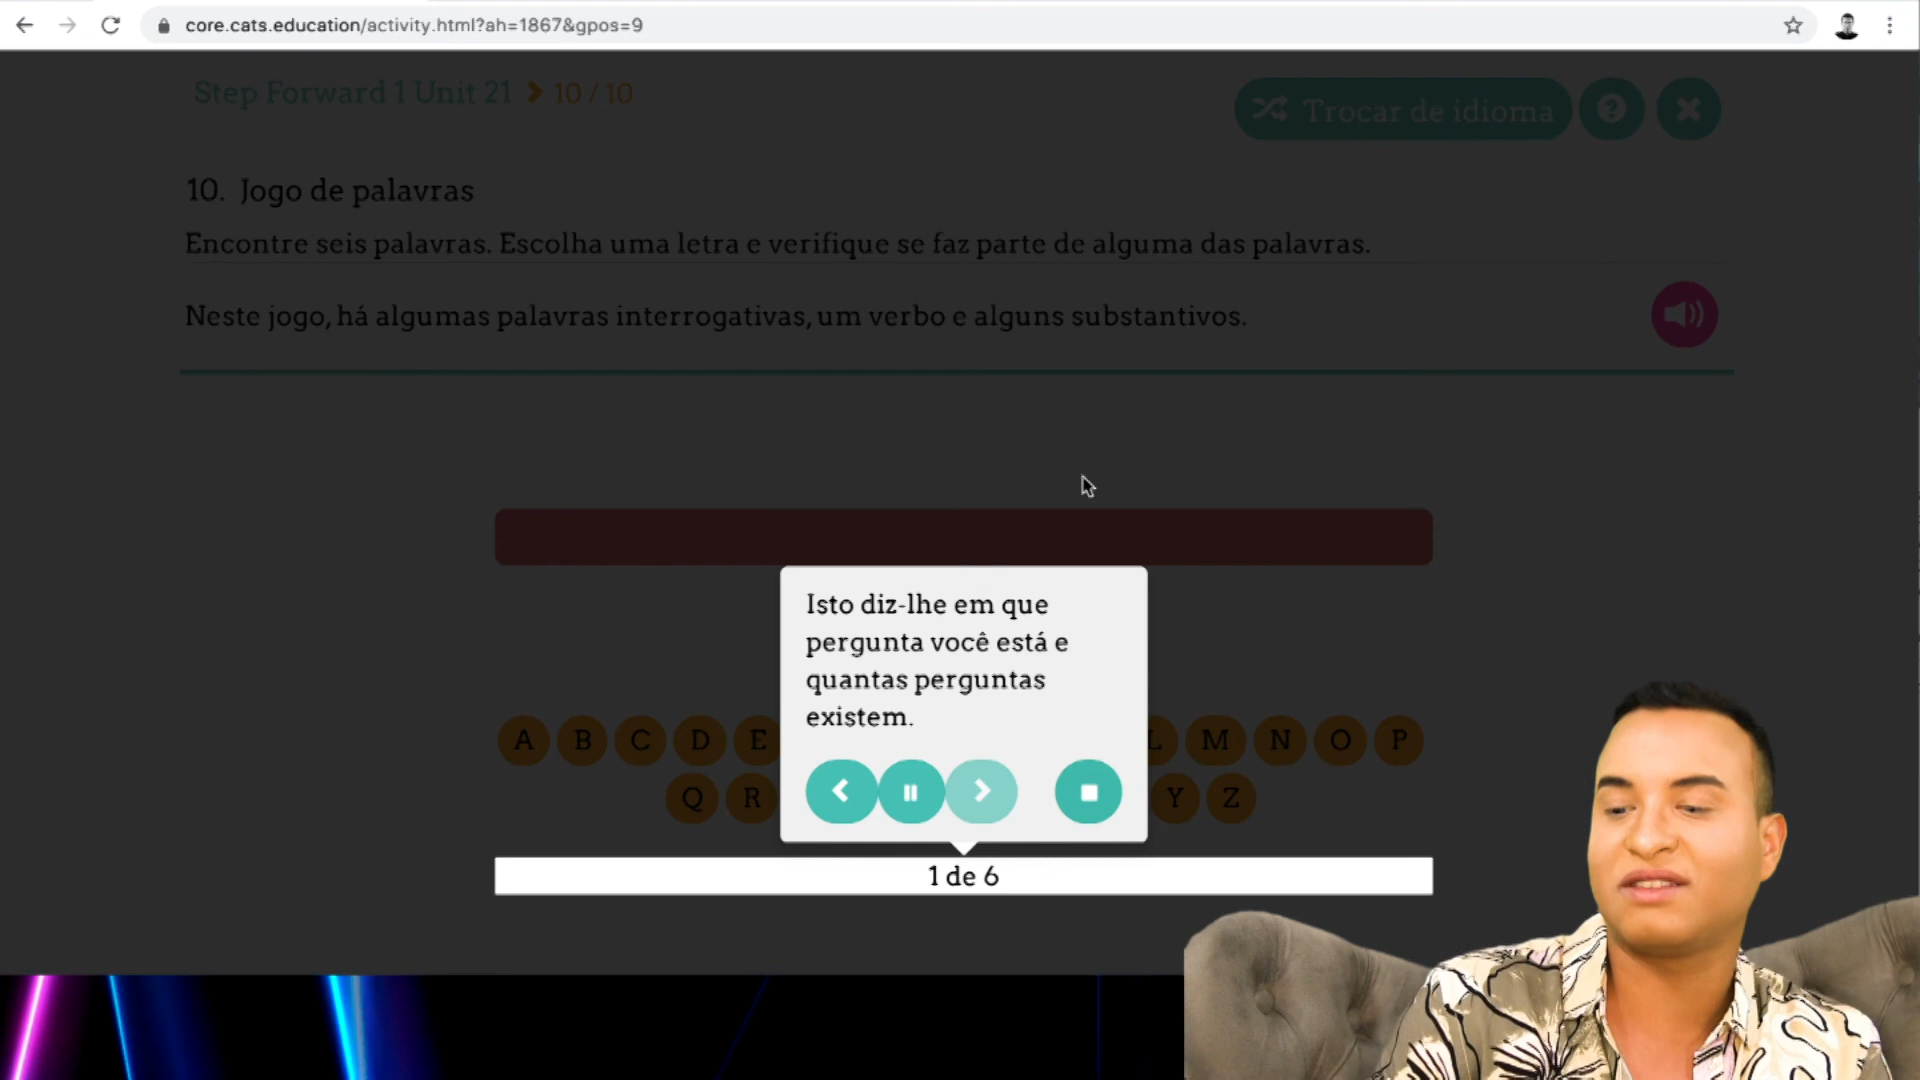 core.cats.education/activity.html?ah=1867&gpos=9
Step Forward 1 Unit 21 > 10 / 10
Trocar de idioma
10. Jogo de palavras
Encontre seis palavras. Escolha uma letra e verifique se faz parte de alguma das palavras.
Neste jogo, há algumas palavras interrogativas, um verbo e alguns substantivos.
Isto diz-lhe em que
pergunta você está e
quantas perguntas
existem.
A B C D E L M N O P
Q R Y Z
1 de 6